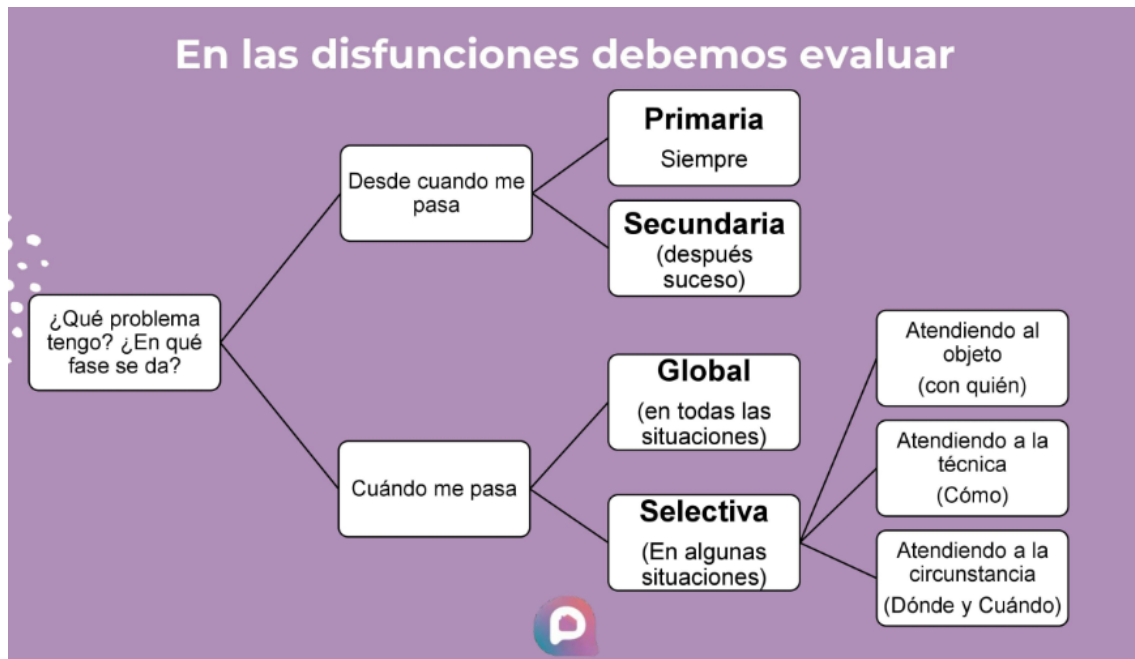 En las disfunciones debemos evaluar
¿Qué problema
tengo? ¿En qué
fase se da?
Desde cuando me
pasa
Primaria
Siempre
Secundaria
(después
suceso)
Cuándo me pasa
Global
(en todas las
situaciones)
Selectiva
(En algunas
situaciones)
Atendiendo al
objeto
(con quién)
Atendiendo a la
técnica
(Cómo)
Atendiendo a la
circunstancia
(Dónde y Cuándo)